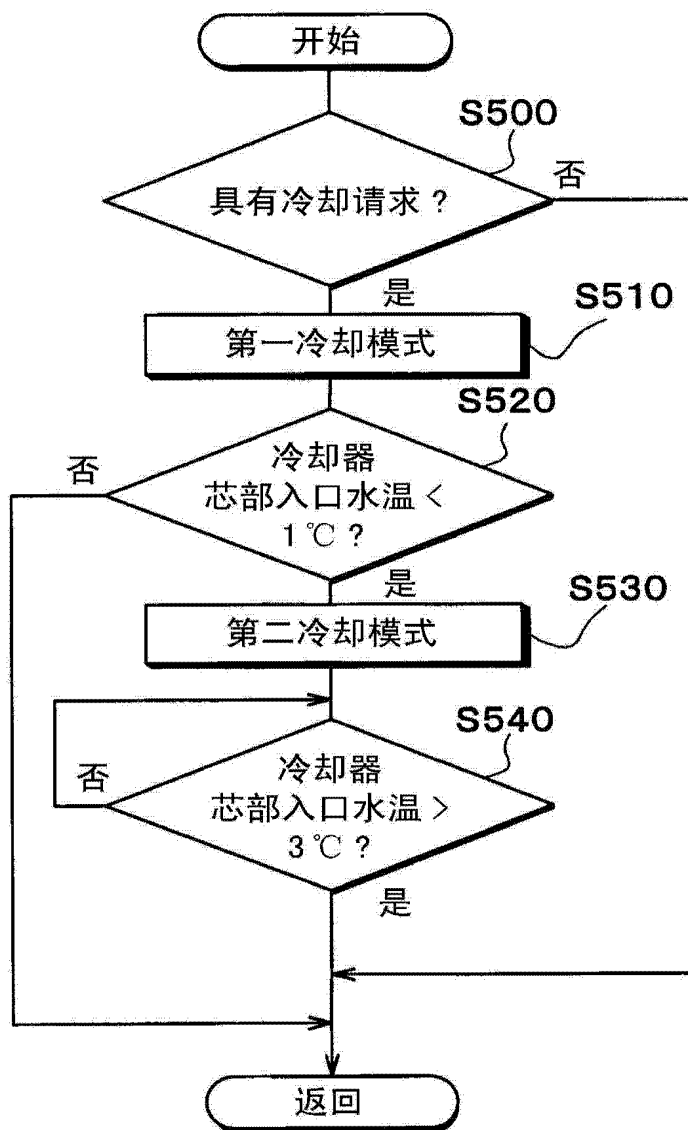 开始
S500
具有冷却请求？
否
是
S510
第一冷却模式
S520
否
冷却器
芯部入口水温<
1℃？
是
S530
第二冷却模式
S540
否
冷却器
芯部入口水温>
3℃？
是
返回